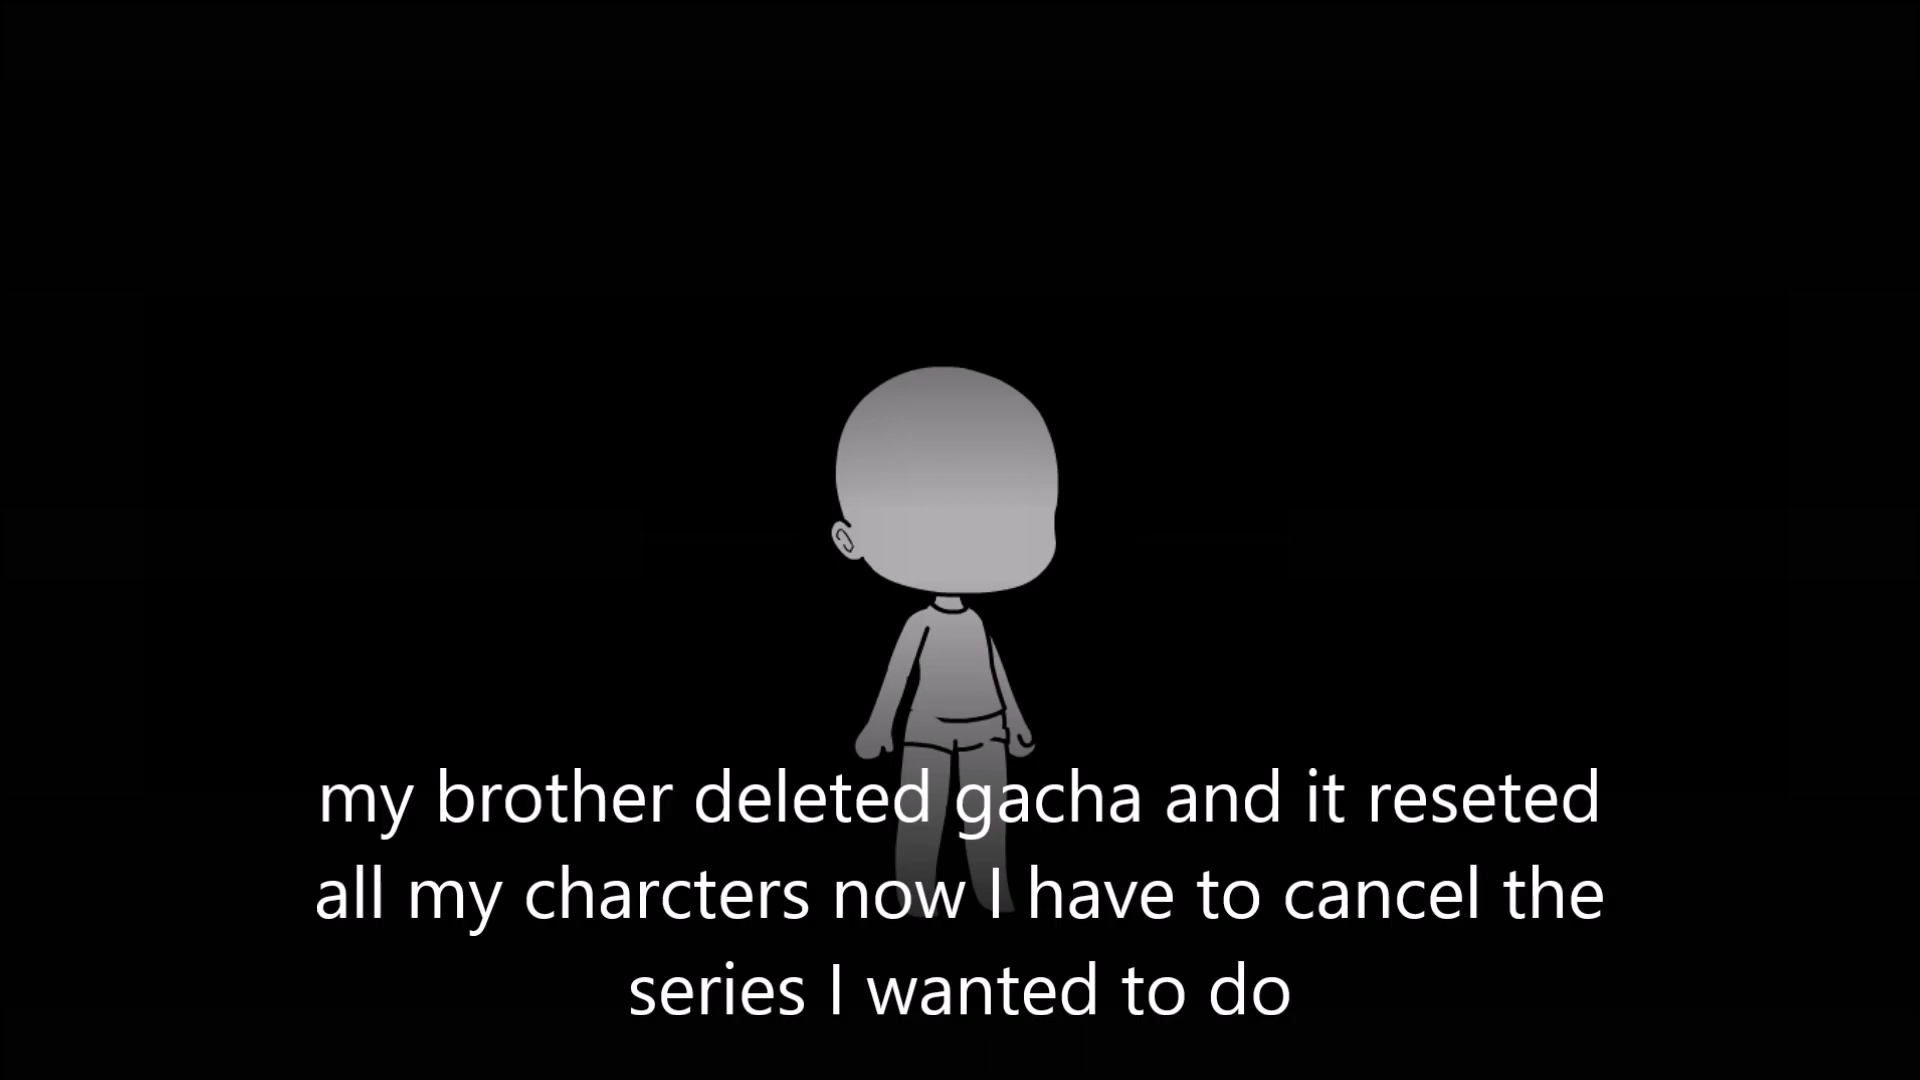 my brother deleted gacha and it reseted
all my charcters now I have to cancel the
series I wanted to do